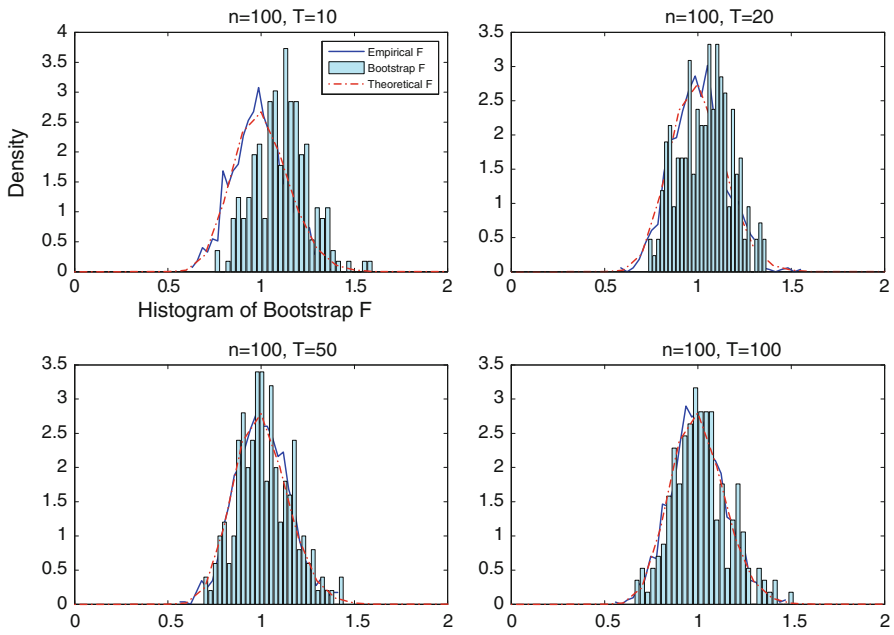 n=100, T=10
4
3.5
3
2.5
2
1.5
1
0.5
0
Density
Empirical F
Bootstrap F
Theoretical F
0 0.5 1 1.5 2
Histogram of Bootstrap F
n=100, T=20
3.5
3
2.5
2
1.5
1
0.5
0
0 0.5 1 1.5 2
n=100, T=50
3.5
3
2.5
2
1.5
1
0.5
0
0 0.5 1 1.5 2
n=100, T=100
3.5
3
2.5
2
1.5
1
0.5
0
0 0.5 1 1.5 2